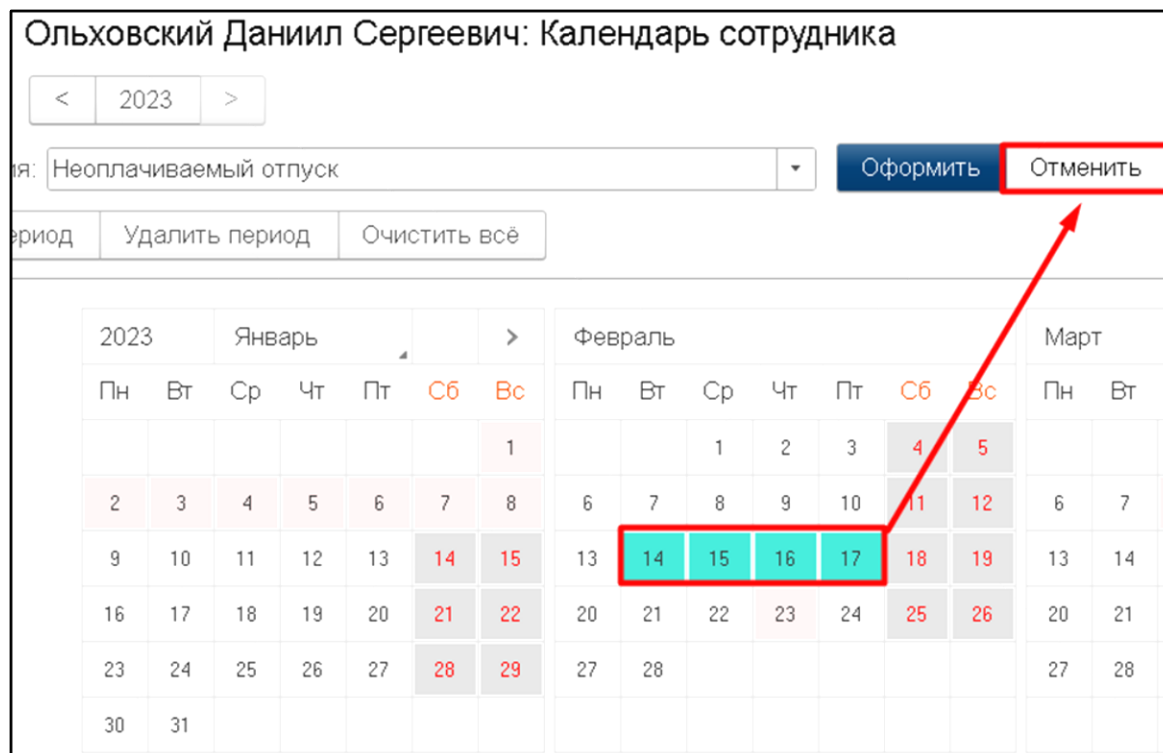 Ольховский Даниил Сергеевич: Календарь сотрудника
< 2023 >
ия: Неоплачиваемый отпуск Оформить Отменить
ериод Удалить период Очистить всё
2023 Январь > Февраль Март
Пн Вт Ср Чт Пт Сб Вс Пн Вт Ср Чт Пт Сб Вс Пн Вт
1 1 2 3 4 5
2 3 4 5 6 7 8 6 7 8 9 10 11 12 6 7
9 10 11 12 13 14 15 13 14 15 16 17 18 19 13 14
16 17 18 19 20 21 22 20 21 22 23 24 25 26 20 21
23 24 25 26 27 28 29 27 28 27 28
30 31